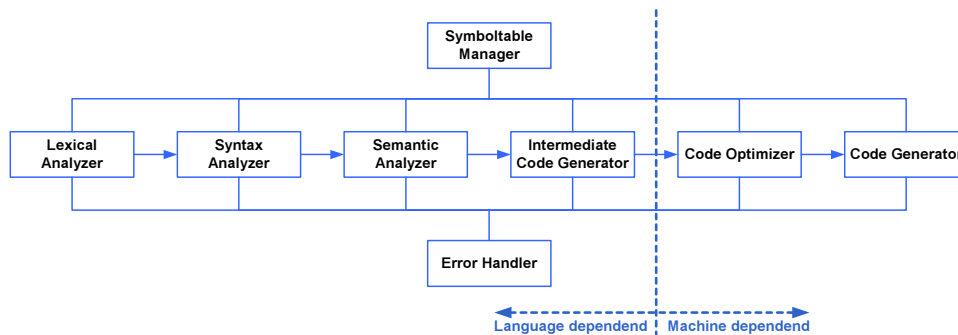 Symboltable
Manager
Lexical
Analyzer
Syntax
Analyzer
Semantic
Analyzer
Intermediate
Code Generator
Code Optimizer
Code Generator
Error Handler
Language dependend
Machine dependend